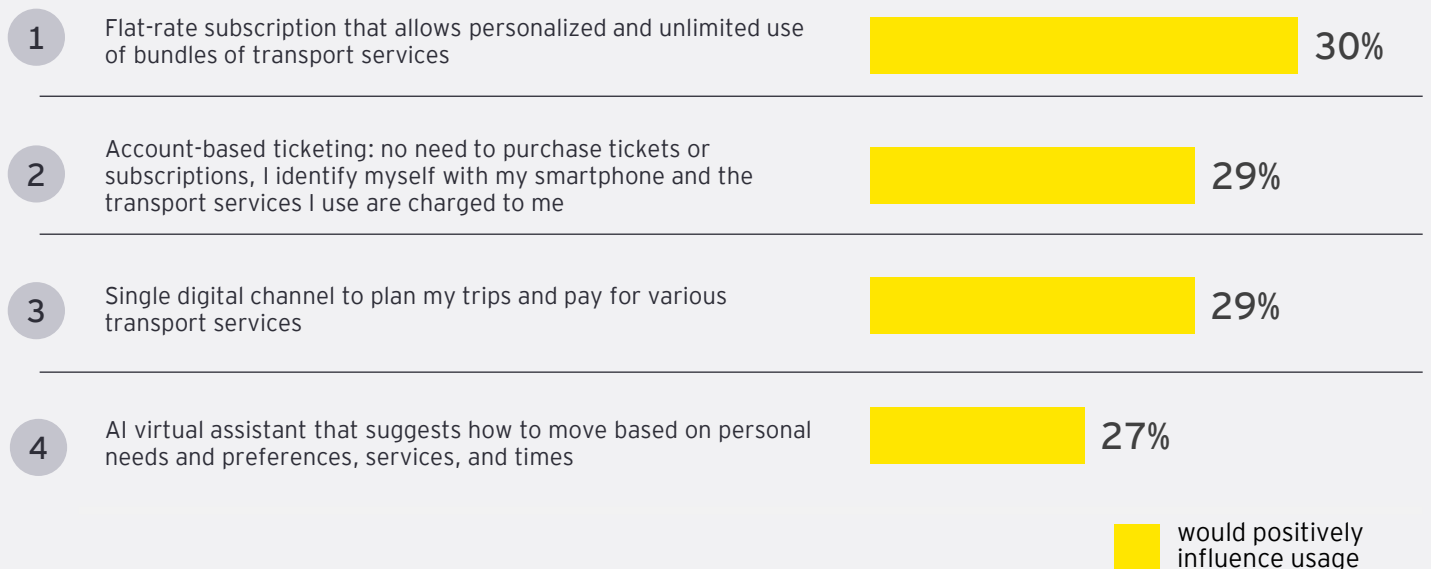 1
Flat-rate subscription that allows personalized and unlimited use
of bundles of transport services
30%
2
Account-based ticketing: no need to purchase tickets or
subscriptions, I identify myself with my smartphone and the
transport services I use are charged to me
29%
3
Single digital channel to plan my trips and pay for various
transport services
29%
4
AI virtual assistant that suggests how to move based on personal
needs and preferences, services, and times
27%
would positively
influence usage